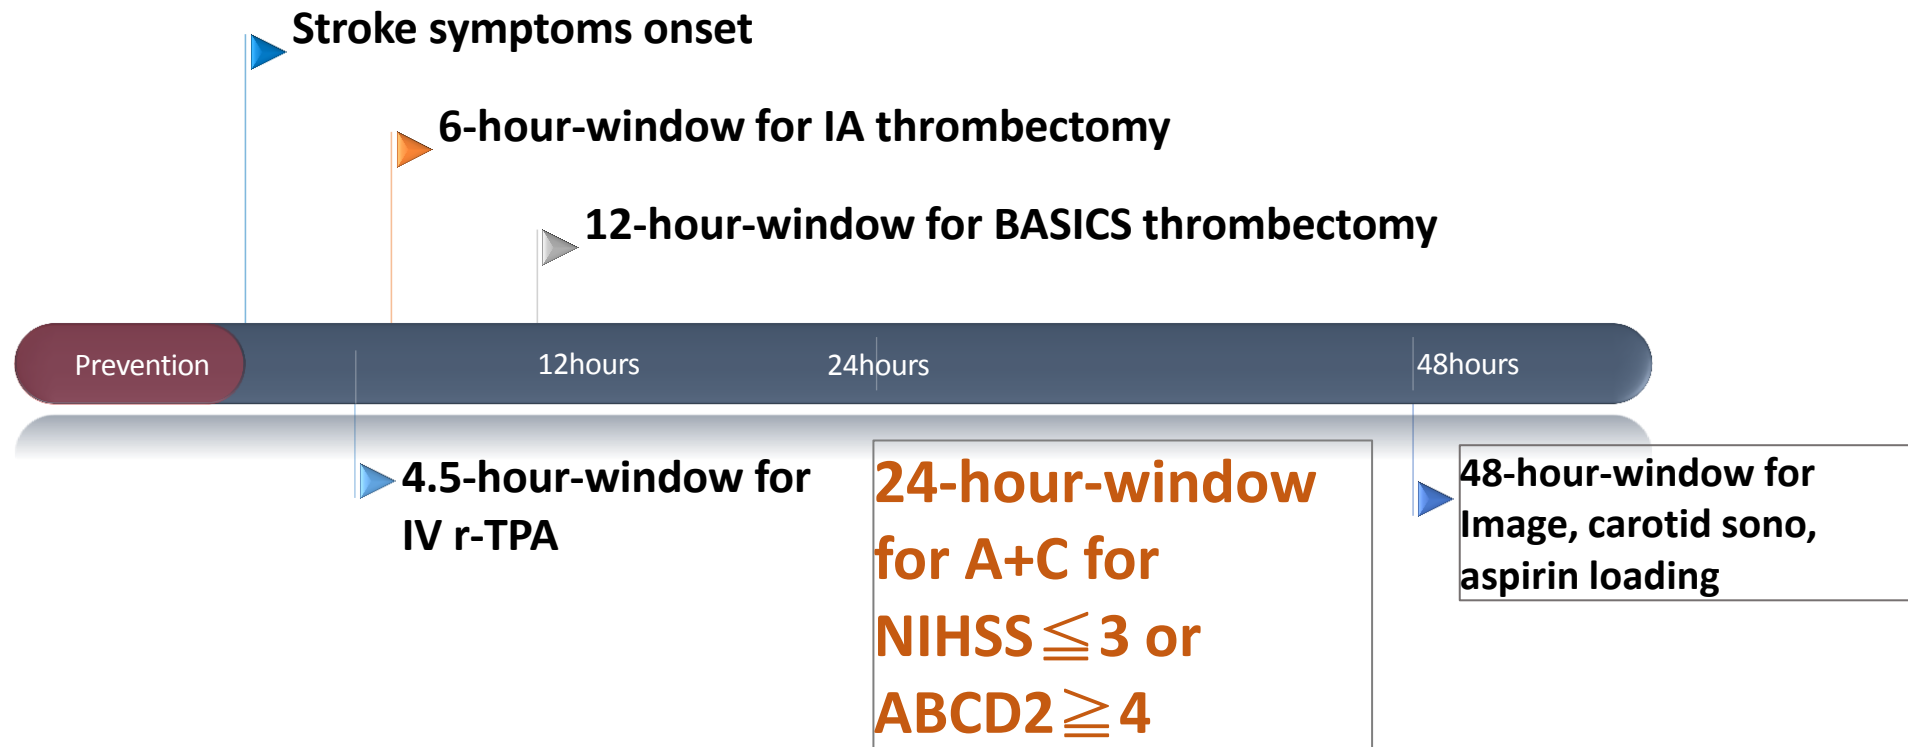 Stroke symptoms onset
6-hour-window for IA thrombectomy
12-hour-window for BASICS thrombectomy
Prevention
12hours
24hours
48hours
4.5-hour-window for
IV r-TPA
24-hour-window
for A+C for
NIHSS≦3 or
ABCD2≧4
48-hour-window for
Image, carotid sono,
aspirin loading